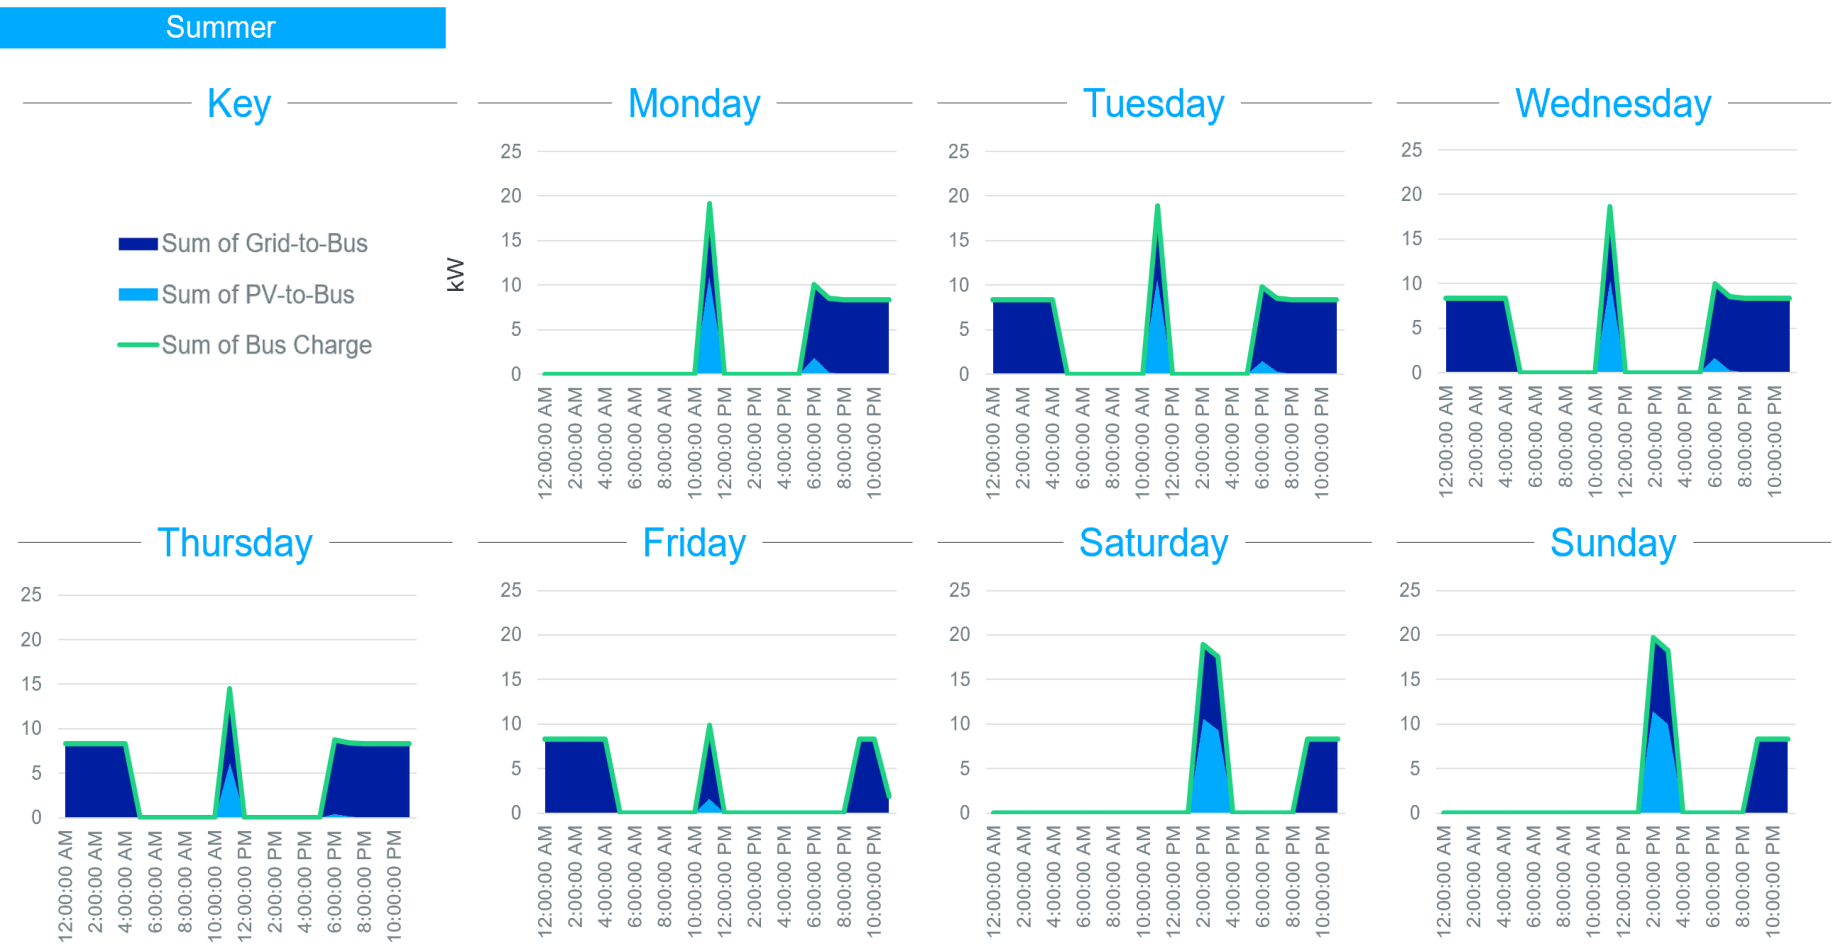 Summer
Key
Sum of Grid-to-Bus
Sum of PV-to-Bus
Sum of Bus Charge
Monday
kW
25
20
15
10
5
0
12:00:00 AM
2:00:00 AM
4:00:00 AM
6:00:00 AM
8:00:00 AM
10:00:00 AM
12:00:00 PM
2:00:00 PM
4:00:00 PM
6:00:00 PM
8:00:00 PM
10:00:00 PM
Tuesday
25
20
15
10
5
0
12:00:00 AM
2:00:00 AM
4:00:00 AM
6:00:00 AM
8:00:00 AM
10:00:00 AM
12:00:00 PM
2:00:00 PM
4:00:00 PM
6:00:00 PM
8:00:00 PM
10:00:00 PM
Wednesday
25
20
15
10
5
0
12:00:00 AM
2:00:00 AM
4:00:00 AM
6:00:00 AM
8:00:00 AM
10:00:00 AM
12:00:00 PM
2:00:00 PM
4:00:00 PM
6:00:00 PM
8:00:00 PM
10:00:00 PM
Thursday
25
20
15
10
5
0
12:00:00 AM
2:00:00 AM
4:00:00 AM
6:00:00 AM
8:00:00 AM
10:00:00 AM
12:00:00 PM
2:00:00 PM
4:00:00 PM
6:00:00 PM
8:00:00 PM
10:00:00 PM
Friday
25
20
15
10
5
0
12:00:00 AM
2:00:00 AM
4:00:00 AM
6:00:00 AM
8:00:00 AM
10:00:00 AM
12:00:00 PM
2:00:00 PM
4:00:00 PM
6:00:00 PM
8:00:00 PM
10:00:00 PM
Saturday
25
20
15
10
5
0
12:00:00 AM
2:00:00 AM
4:00:00 AM
6:00:00 AM
8:00:00 AM
10:00:00 AM
12:00:00 PM
2:00:00 PM
4:00:00 PM
6:00:00 PM
8:00:00 PM
10:00:00 PM
Sunday
25
20
15
10
5
0
12:00:00 AM
2:00:00 AM
4:00:00 AM
6:00:00 AM
8:00:00 AM
10:00:00 AM
12:00:00 PM
2:00:00 PM
4:00:00 PM
6:00:00 PM
8:00:00 PM
10:00:00 PM